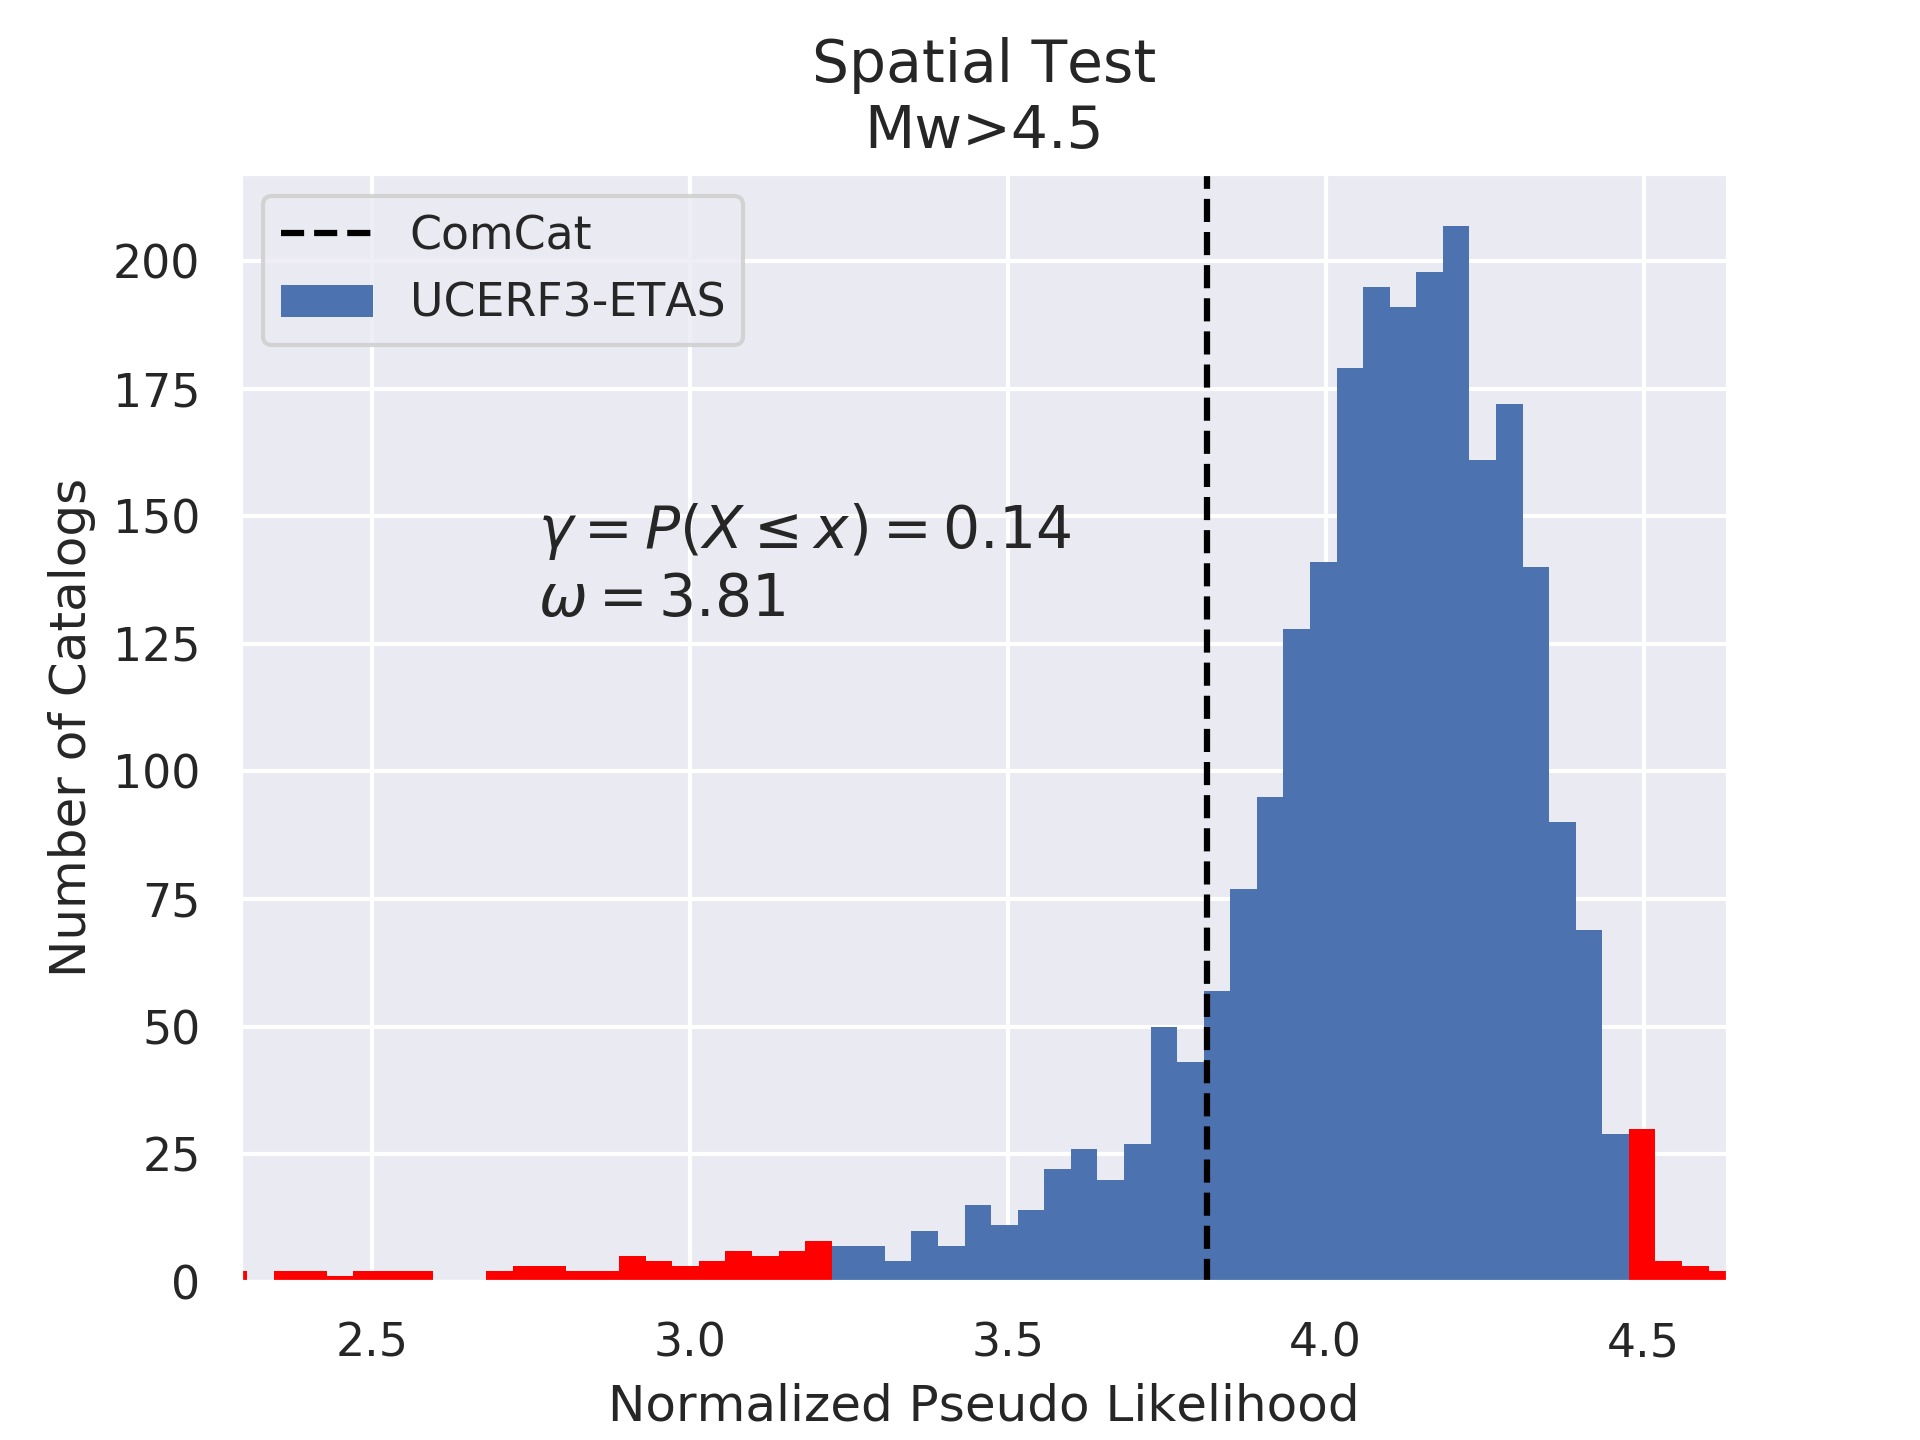 Spatial Test
Mw>4.5
ComCat
UCERF3-ETAS
γ = P(X ≤ x) = 0.14
ω = 3.81
Number of Catalogs
200
175
150
125
100
75
50
25
0
2.5 3.0 3.5 4.0 4.5
Normalized Pseudo Likelihood